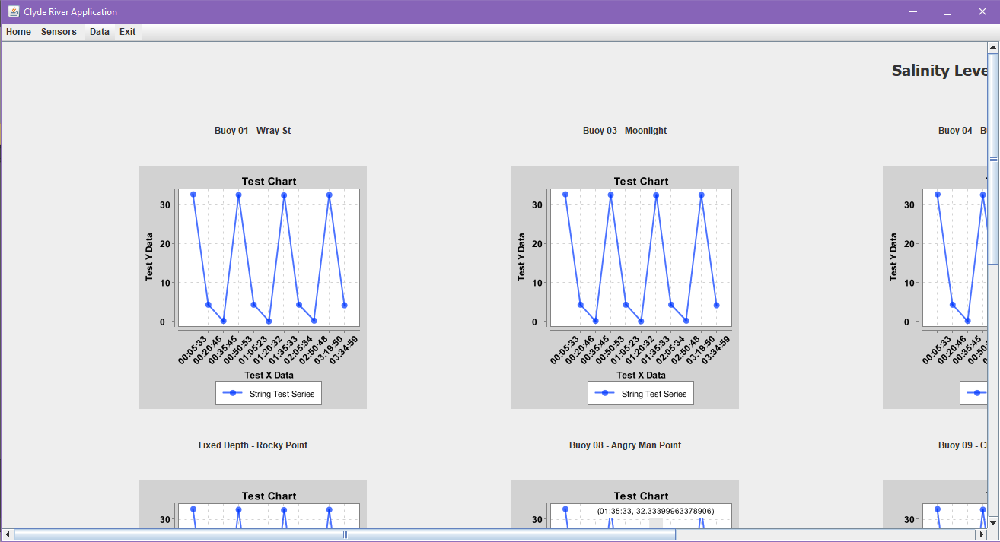 Clyde River Application
Home Sensors Data Exit
Salinity Leve
Buoy 01 - Wray St
Buoy 03 - Moonlight
Buoy 04 - B
Test Chart
30
20
10
0
Test Y Data
00:05:33
00:20:46
00:35:45
00:50:53
01:05:23
01:20:32
01:35:33
02:05:34
02:50:48
03:19:50
03:34:59
Test X Data
String Test Series
Test Chart
30
20
10
0
Test Y Data
00:05:33
00:20:46
00:35:45
00:50:53
01:05:23
01:20:32
01:35:33
02:05:34
02:50:48
03:19:50
03:34:59
Test X Data
String Test Series
30
20
10
0
Test Y Data
00:05:33
00:20:46
00:35:45
Fixed Depth - Rocky Point
Buoy 08 - Angry Man Point
Buoy 09 - C
Test Chart
30
Test Chart
30
(01:35:33, 32.33399963378906)
30